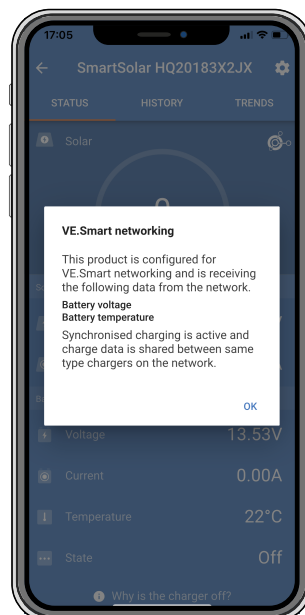 17:05
SmartSolar HQ20183X2JX
STATUS HISTORY TRENDS
Solar
VE.Smart networking
This product is configured for
VE.Smart networking and is receiving
the following data from the network.
Battery voltage
Battery temperature
Synchronised charging is active and
charge data is shared between same
type chargers on the network.
OK
Voltage 13.53V
Current 0.00A
Temperature 22°C
State Off
Why is the charger off?